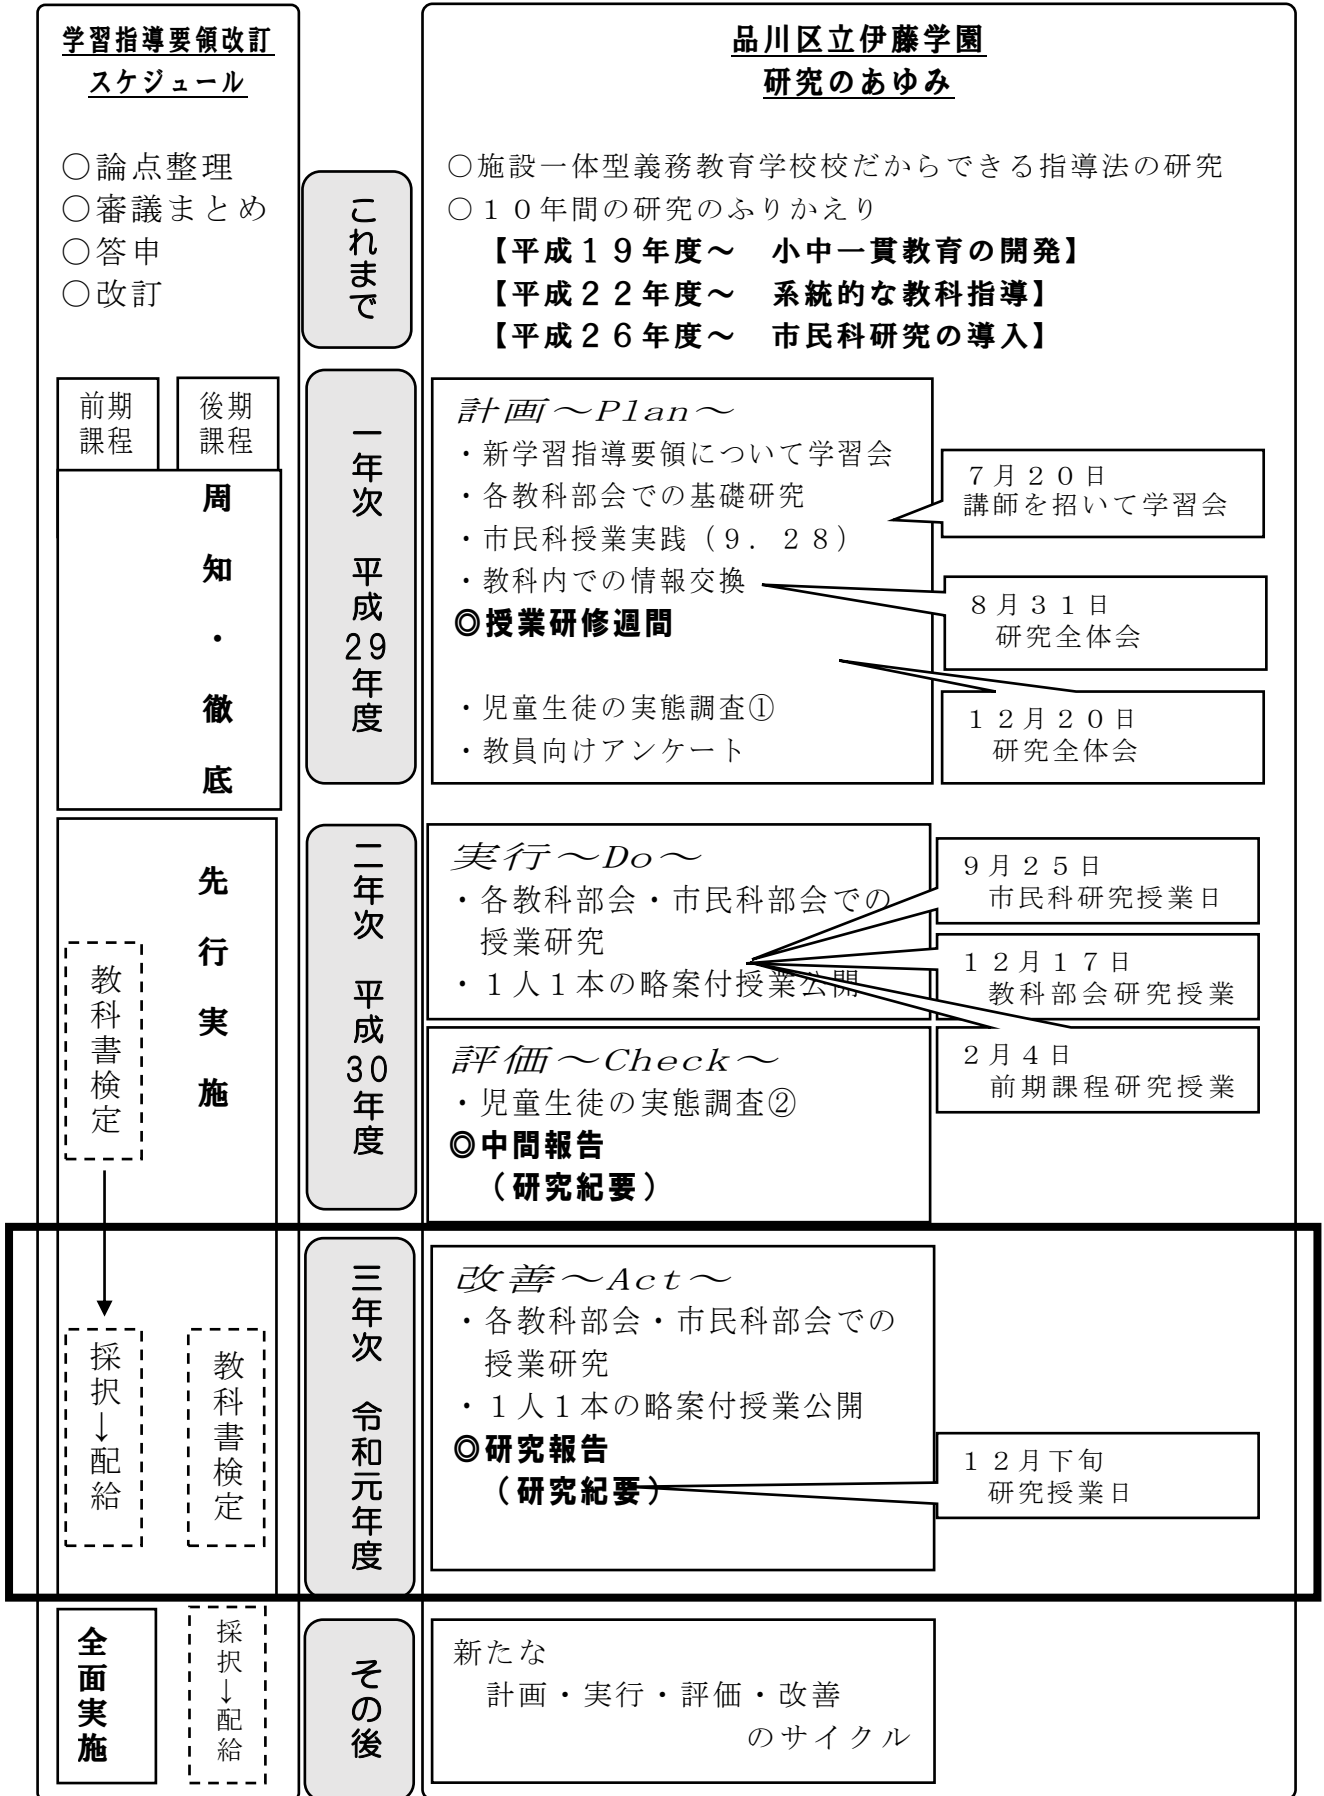 学習指導要領改訂
スケジュール
○論点整理
○審議まとめ
○答申
○改訂
品川区立伊藤学園
研究のあゆみ
これまで
○施設一体型義務教育学校校だからできる指導法の研究
○１０年間の研究のふりかえり
【平成１９年度～　小中一貫教育の開発】
【平成２２年度～　系統的な教科指導】
【平成２６年度～　市民科研究の導入】
前期
課程
後期
課程
周知・徹底
一年次　平成29年度
計画～Plan～
・新学習指導要領について学習会
・各教科部会での基礎研究
・市民科授業実践（９．２８）
・教科内での情報交換
◎授業研修週間
・児童生徒の実態調査①
・教員向けアンケート
７月２０日
講師を招いて学習会
８月３１日
研究全体会
１２月２０日
研究全体会
先行実施
教科書検定
二年次　平成30年度
実行～Do～
・各教科部会・市民科部会での
授業研究
・１人１本の略案付授業公開
９月２５日
市民科研究授業日
１２月１７日
教科部会研究授業
２月４日
前期課程研究授業
評価～Check～
・児童生徒の実態調査②
◎中間報告
（研究紀要）
採択→配給
教科書検定
三年次　令和元年度
改善～Act～
・各教科部会・市民科部会での
授業研究
・１人１本の略案付授業公開
◎研究報告
（研究紀要）
１２月下旬
研究授業日
全面実施
採択→配給
その後
新たな
計画・実行・評価・改善
のサイクル